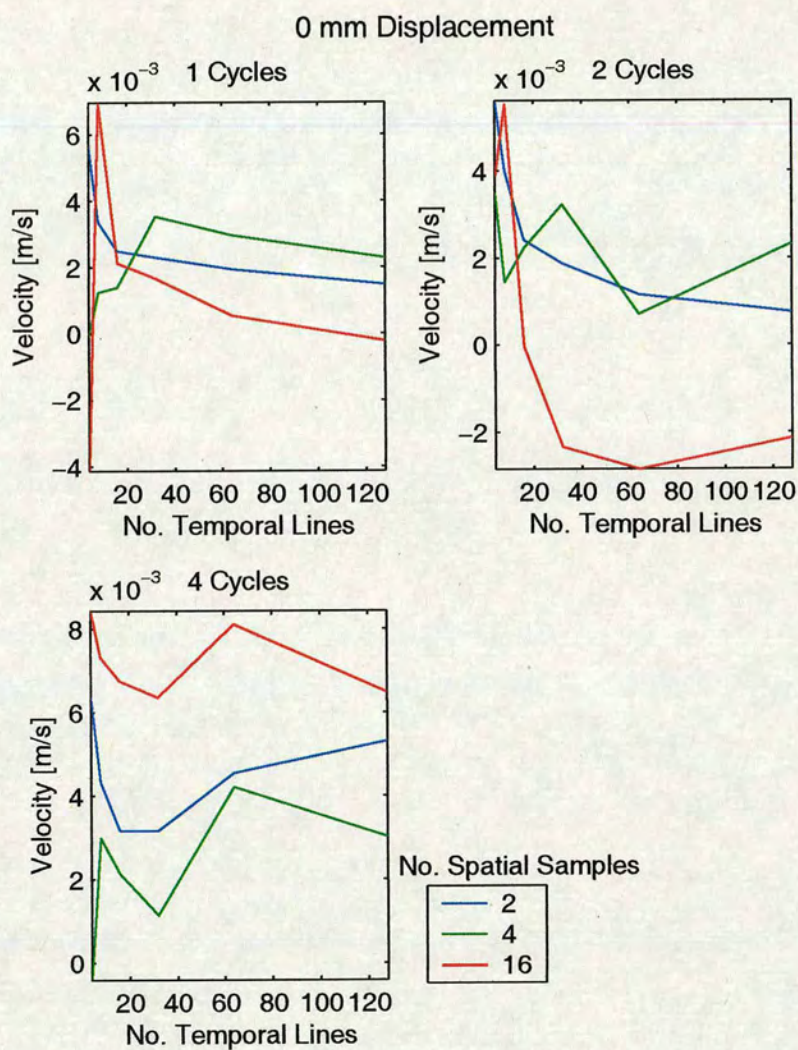 0 mm Displacement
x 10⁻³ 1 Cycles
6
4
2
0
−2
−4
Velocity [m/s]
20 40 60 80 100 120
No. Temporal Lines
x 10⁻³ 2 Cycles
4
2
0
−2
Velocity [m/s]
20 40 60 80 100 120
No. Temporal Lines
x 10⁻³ 4 Cycles
8
6
4
2
0
Velocity [m/s]
20 40 60 80 100 120
No. Temporal Lines
No. Spatial Samples
2
4
16